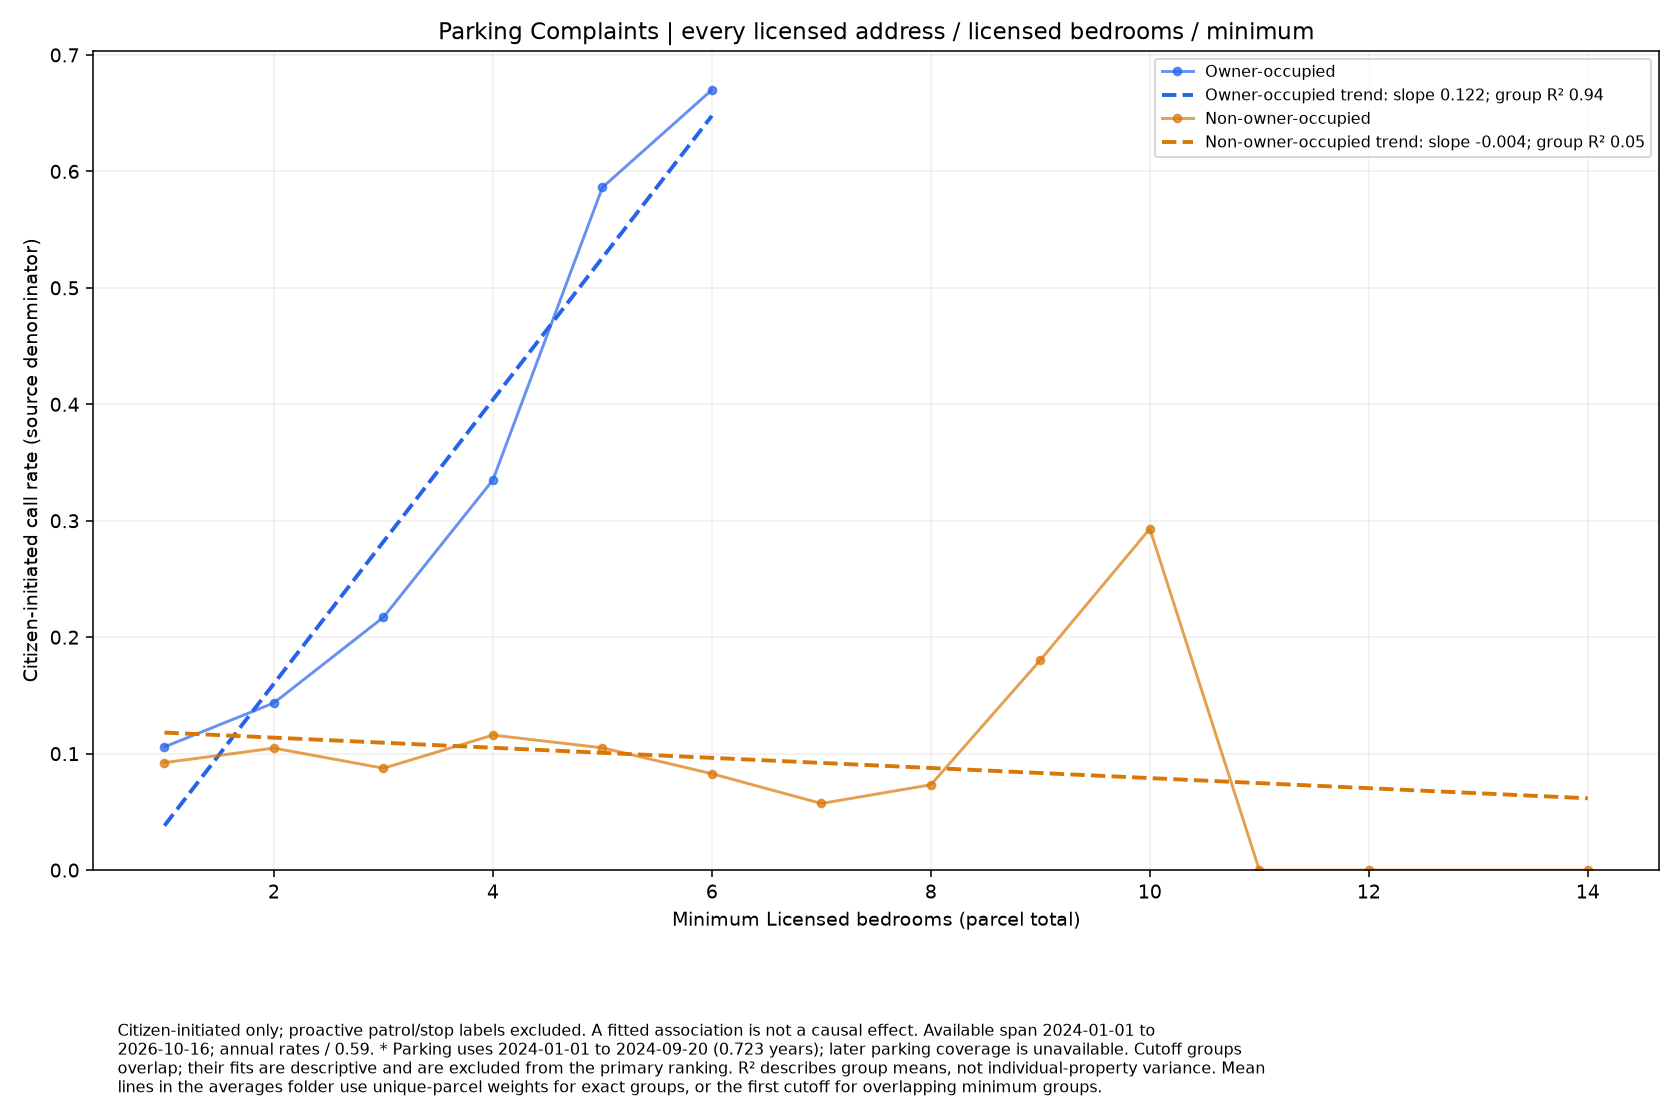 Parking Complaints | every licensed address / licensed bedrooms / minimum
0.7
0.6
0.5
0.4
0.3
0.2
0.1
0.0
Citizen-initiated call rate (source denominator)
Owner-occupied
Owner-occupied trend: slope 0.122; group R² 0.94
Non-owner-occupied
Non-owner-occupied trend: slope -0.004; group R² 0.05
2 4 6 8 10 12 14
Minimum Licensed bedrooms (parcel total)
Citizen-initiated only; proactive patrol/stop labels excluded. A fitted association is not a causal effect. Available span 2024-01-01 to
2026-10-16; annual rates / 0.59. * Parking uses 2024-01-01 to 2024-09-20 (0.723 years); later parking coverage is unavailable. Cutoff groups
overlap; their fits are descriptive and are excluded from the primary ranking. R² describes group means, not individual-property variance. Mean
lines in the averages folder use unique-parcel weights for exact groups, or the first cutoff for overlapping minimum groups.